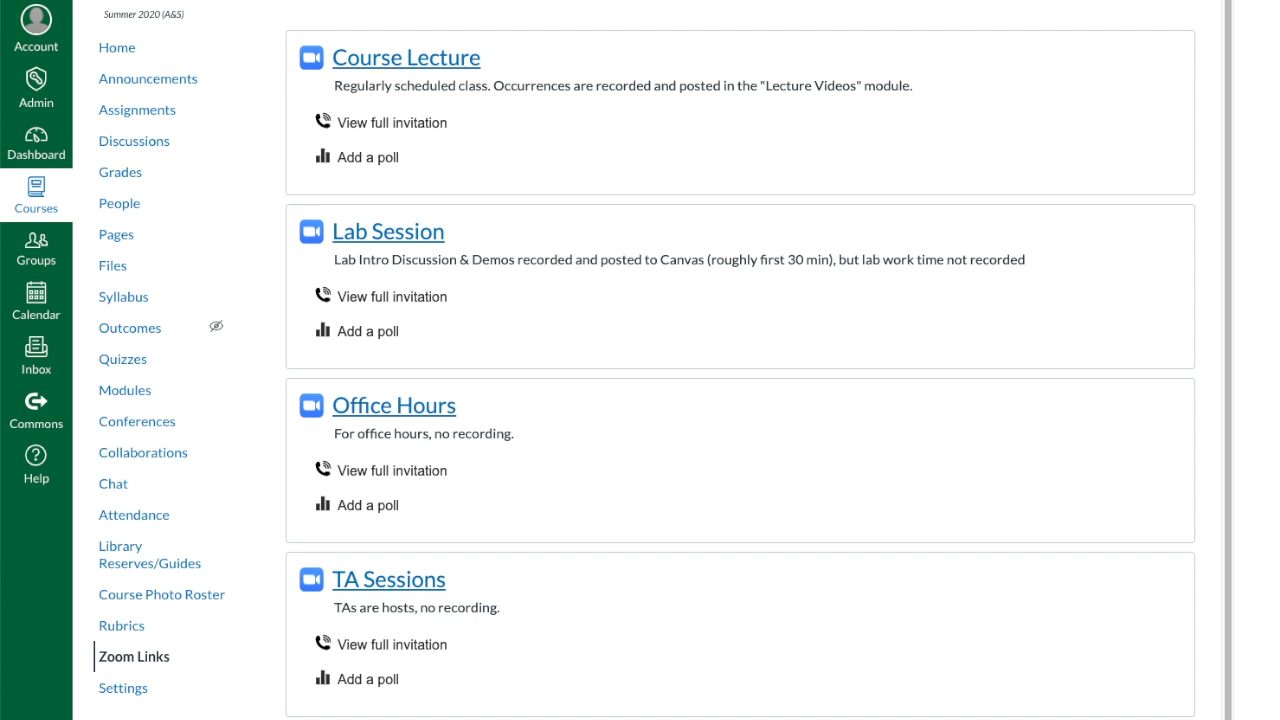 Account
Admin
Dashboard
Courses
Groups
Calendar
Inbox
Commons
Help
Summer 2020 (A&S)
Home
Announcements
Assignments
Discussions
Grades
People
Pages
Files
Syllabus
Outcomes
Quizzes
Modules
Conferences
Collaborations
Chat
Attendance
Library
Reserves/Guides
Course Photo Roster
Rubrics
Zoom Links
Settings
Course Lecture
Regularly scheduled class. Occurrences are recorded and posted in the "Lecture Videos" module.
View full invitation
Add a poll
Lab Session
Lab Intro Discussion & Demos recorded and posted to Canvas (roughly first 30 min), but lab work time not recorded
View full invitation
Add a poll
Office Hours
For office hours, no recording.
View full invitation
Add a poll
TA Sessions
TAs are hosts, no recording.
View full invitation
Add a poll